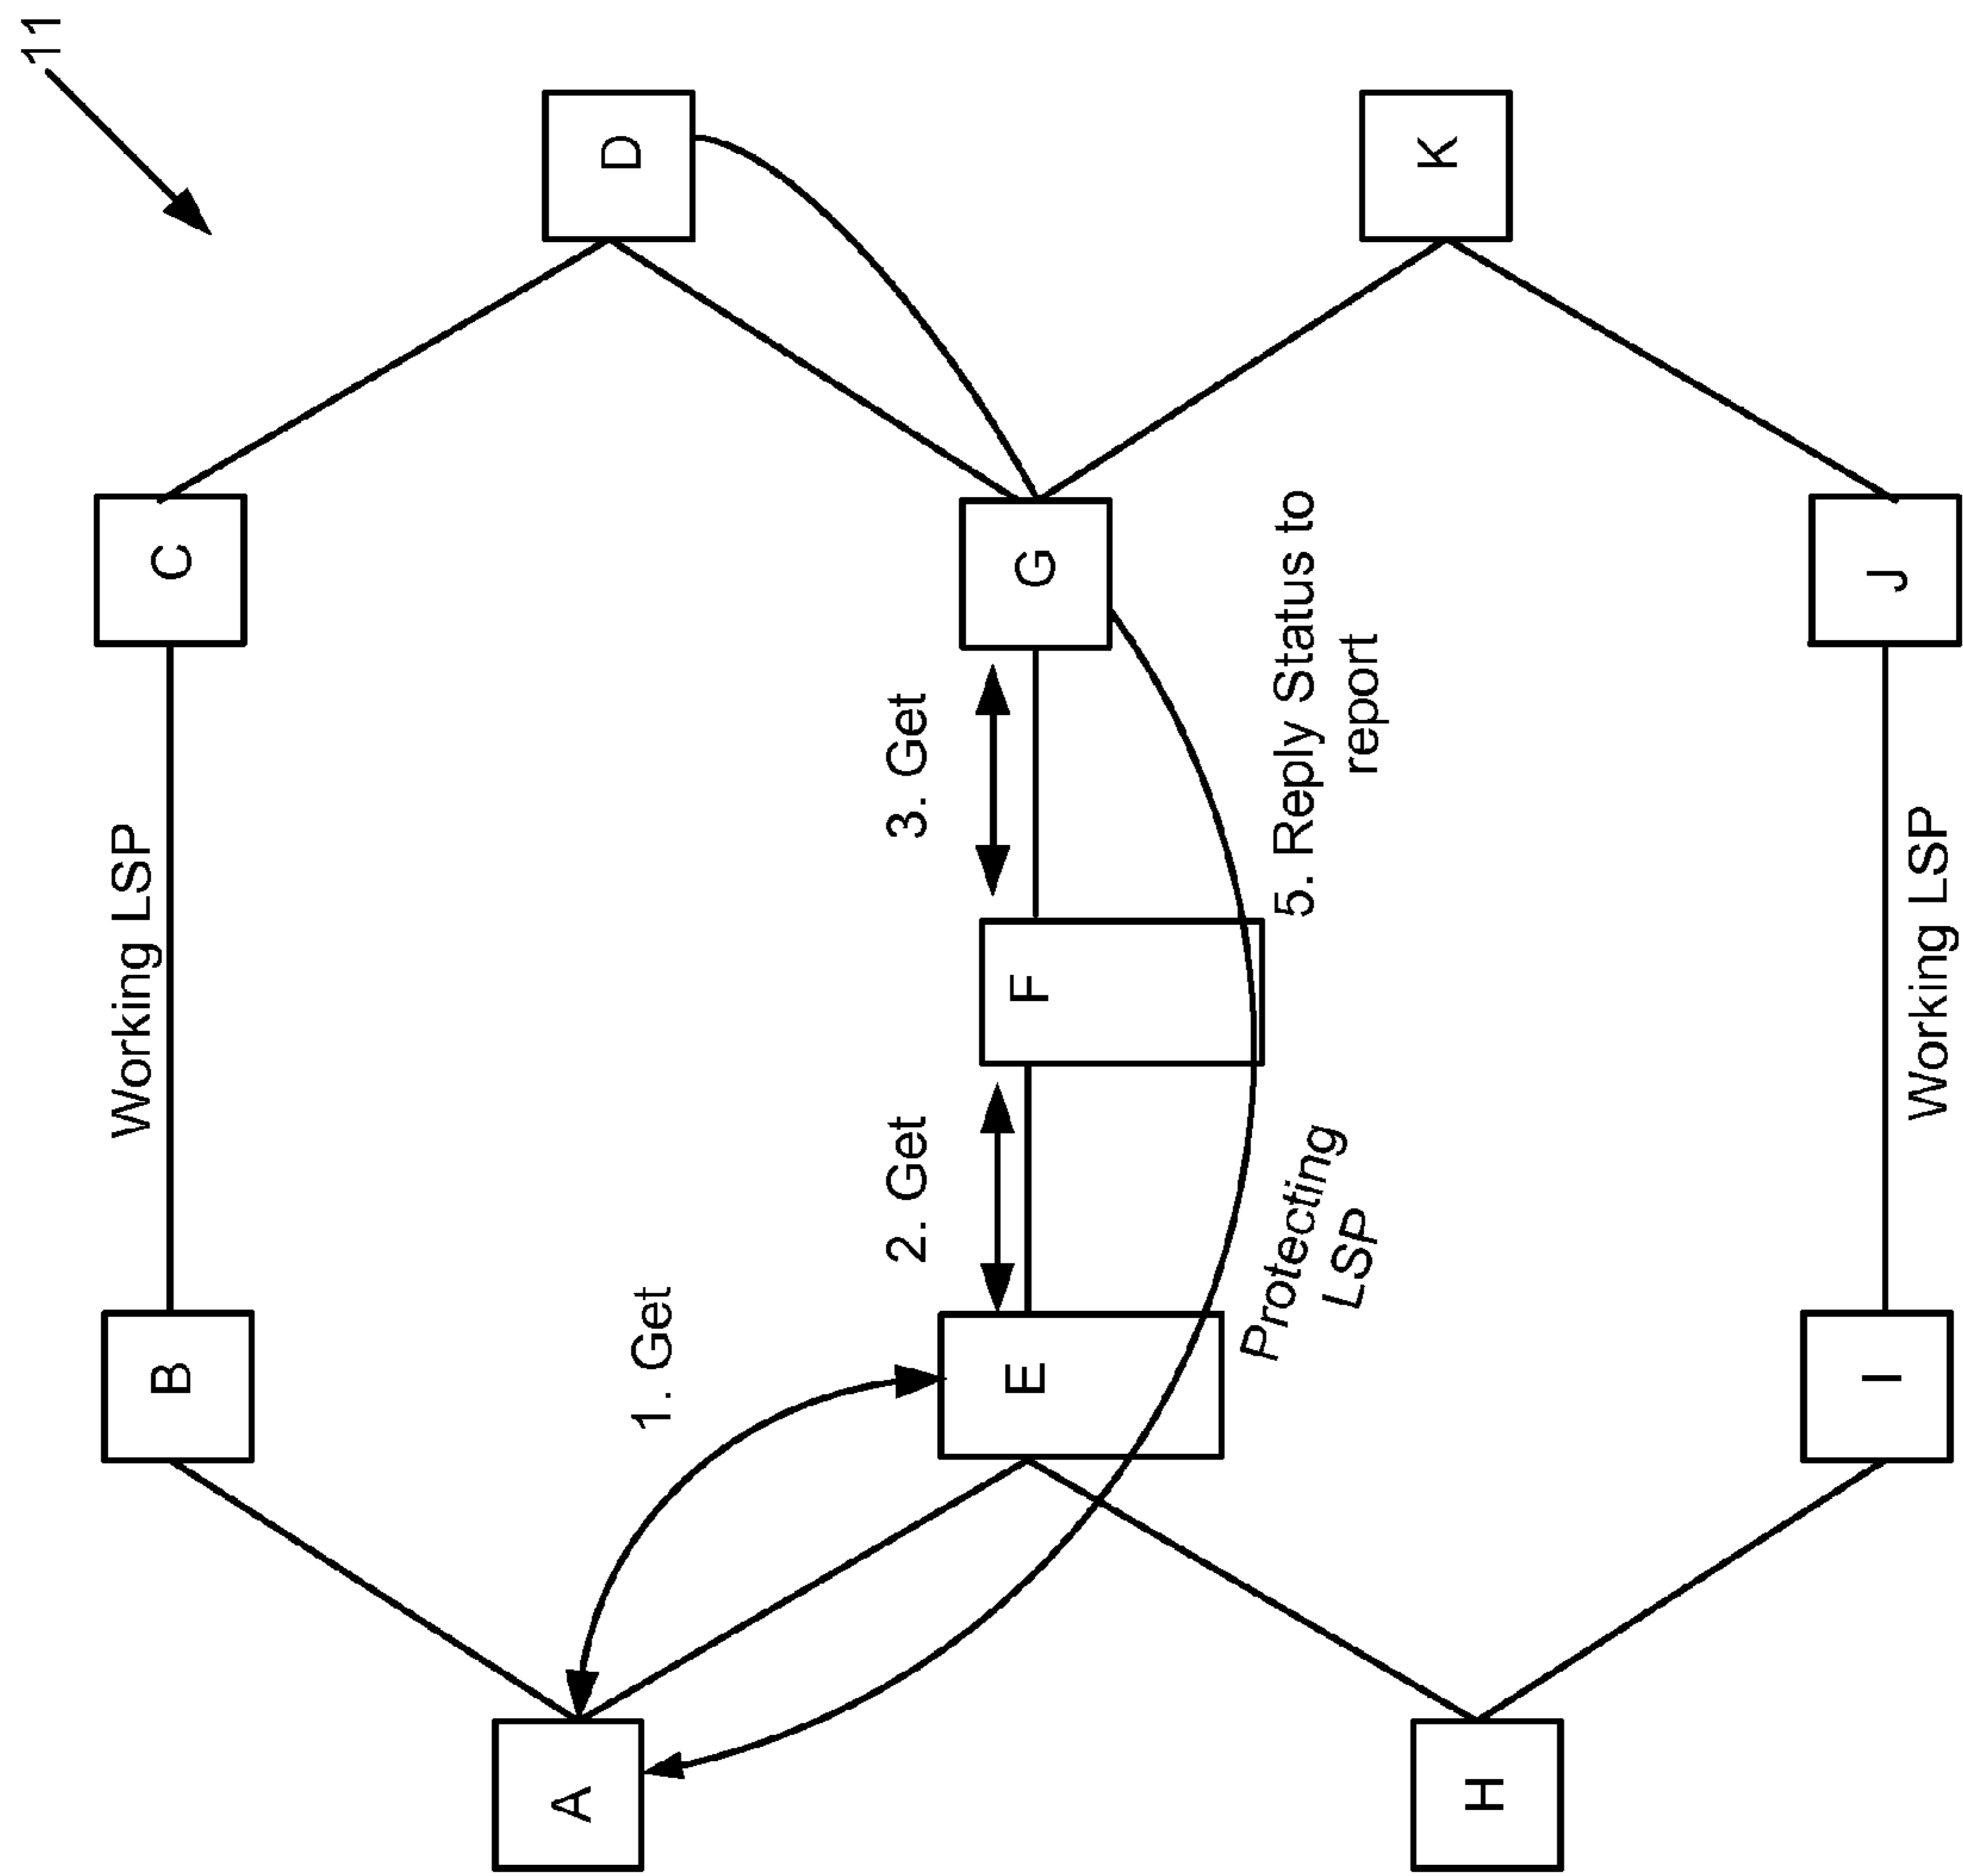 11
B
Working LSP
C
D
A
1. Get
E
2. Get
F
3. Get
G
Protecting
LSP
5. Reply Status to
report
H
I
Working LSP
J
K